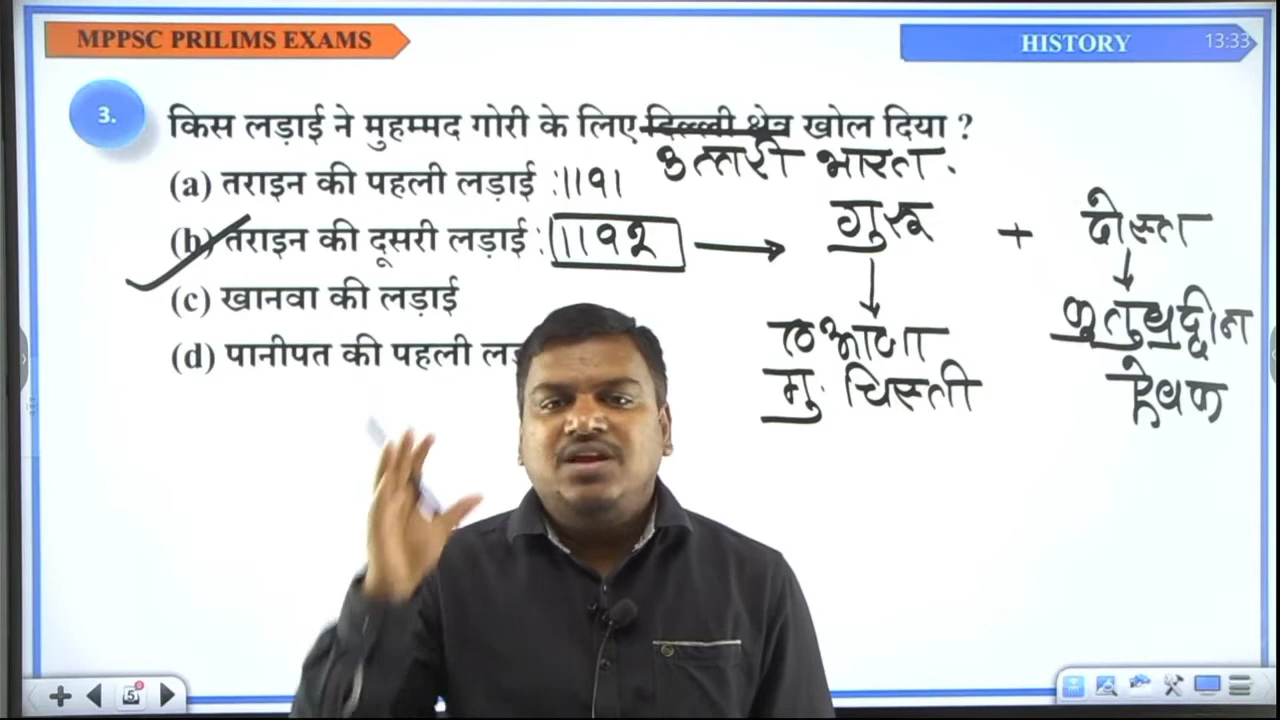 MPPSC PRILIMS EXAMS
HISTORY 13:33
3. किस लड़ाई ने मुहम्मद गोरी के लिए दिल्ली क्षेत्र खोल दिया ?
उत्तरी भारत.
(a) तराइन की पहली लड़ाई : 1191
(b) तराइन की दूसरी लड़ाई : 1192 → गुरू + दोस्त
(c) खानवा की लड़ाई
(d) पानीपत की पहली
मु. चिस्ती
कुतुबुद्दीन
ऐबक
5